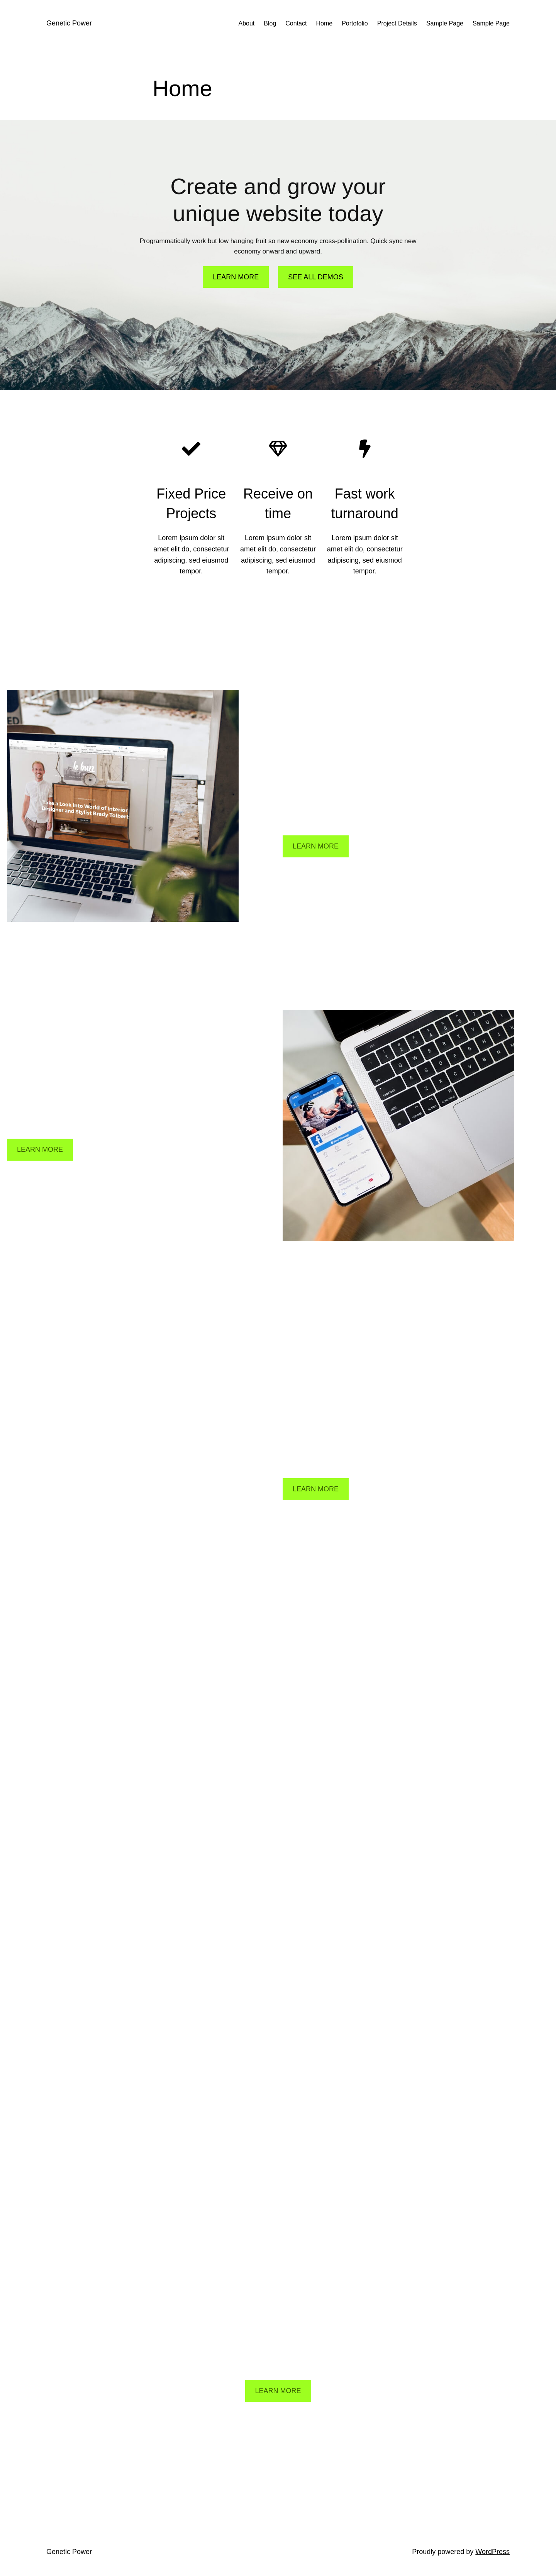 Genetic Power
About Blog Contact Home Portofolio Project Details Sample Page Sample Page
Home
Create and grow your
unique website today
Programmatically work but low hanging fruit so new economy cross-pollination. Quick sync new
economy onward and upward.
LEARN MORE SEE ALL DEMOS
Fixed Price
Projects
Lorem ipsum dolor sit
amet elit do, consectetur
adipiscing, sed eiusmod
tempor.
Receive on
time
Lorem ipsum dolor sit
amet elit do, consectetur
adipiscing, sed eiusmod
tempor.
Fast work
turnaround
Lorem ipsum dolor sit
amet elit do, consectetur
adipiscing, sed eiusmod
tempor.
le buzz
Take a Look into World of Interior
Designer and Stylist Brady Tolbert
LEARN MORE
LEARN MORE
LEARN MORE
LEARN MORE
Genetic Power
Proudly powered by WordPress